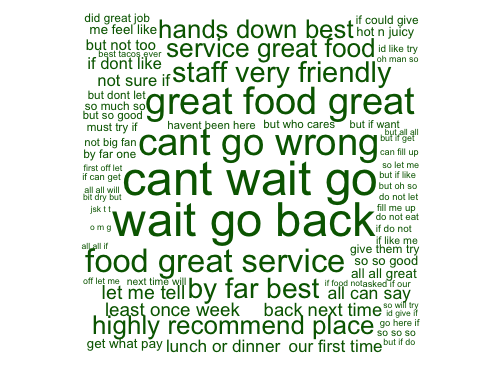 did great job
hands down best
if could give
me feel like
hot n juicy
but not too
service great food
id like try
best tacos ever
oh man so
if dont like
staff very friendly
not sure if
but dont let
great food great
so much so
but so good
havent been here
but who cares
but if want
must try if
but all all
not big fan
cant go wrong
but if get
by far one
can fill up
first off let
cant wait go
so let me
if can get
but if like
all all will
but oh so
bit dry but
do not let
jsk t t
wait go back
fill me up
do not eat
o m g
if do not
if like me
all all if
food great service
give them try
so so good
all all great
off let me
next time will
by far best
if food not
asked if our
let me tell
all can say
least once week
back next time
so will try
id give if
highly recommend place
go here if
so so so
get what pay
lunch or dinner
our first time
but if do